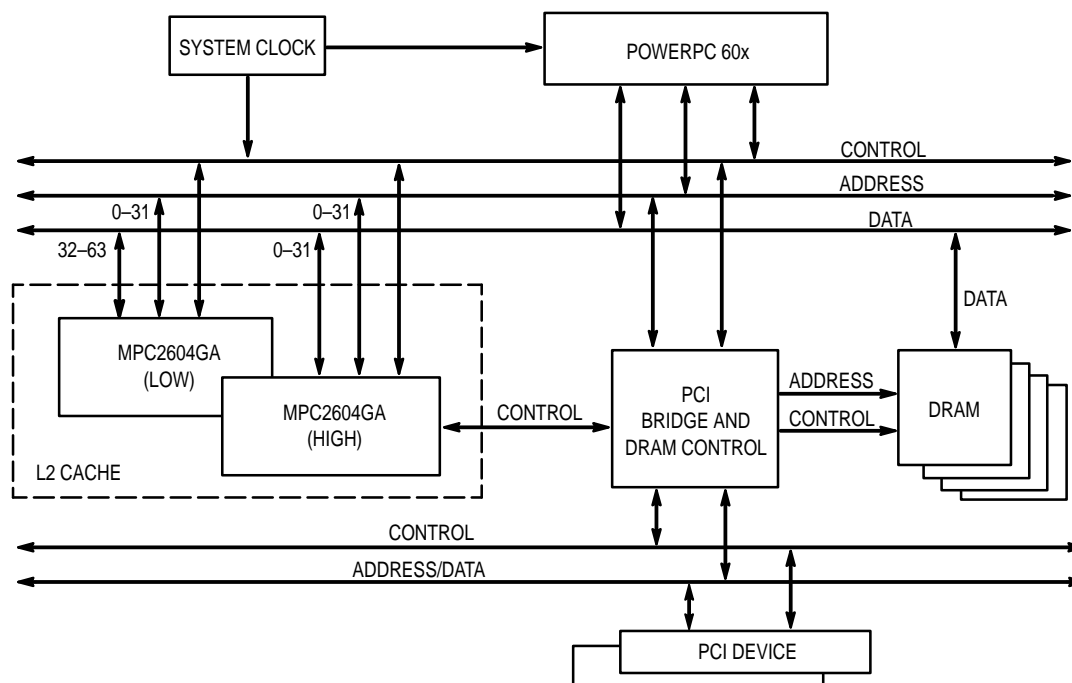 SYSTEM CLOCK
POWERPC 60x
CONTROL
ADDRESS
0–31
0–31
DATA
32–63
0–31
DATA
MPC2604GA
(LOW)
MPC2604GA
(HIGH)
L2 CACHE
CONTROL
PCI
BRIDGE AND
DRAM CONTROL
ADDRESS
CONTROL
DRAM
CONTROL
ADDRESS/DATA
PCI DEVICE